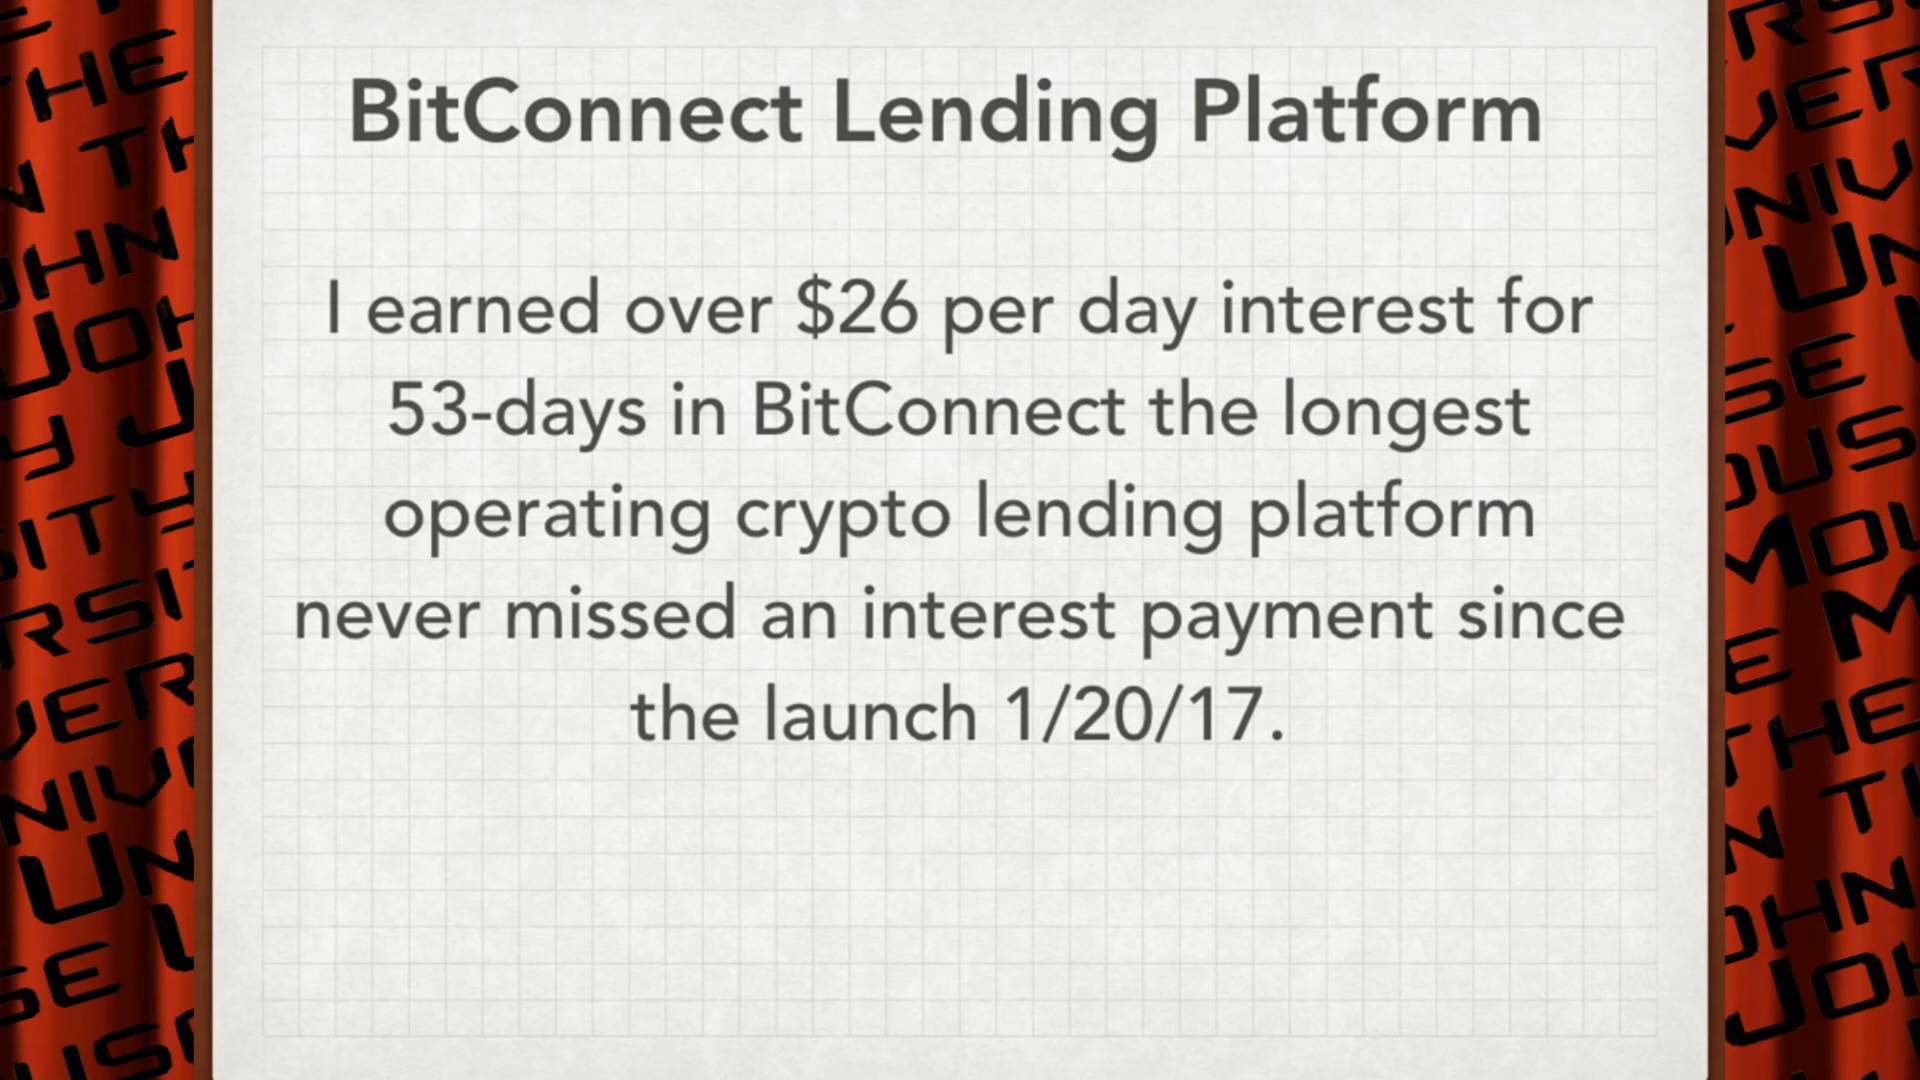 BitConnect Lending Platform
I earned over $26 per day interest for
53-days in BitConnect the longest
operating crypto lending platform
never missed an interest payment since
the launch 1/20/17.